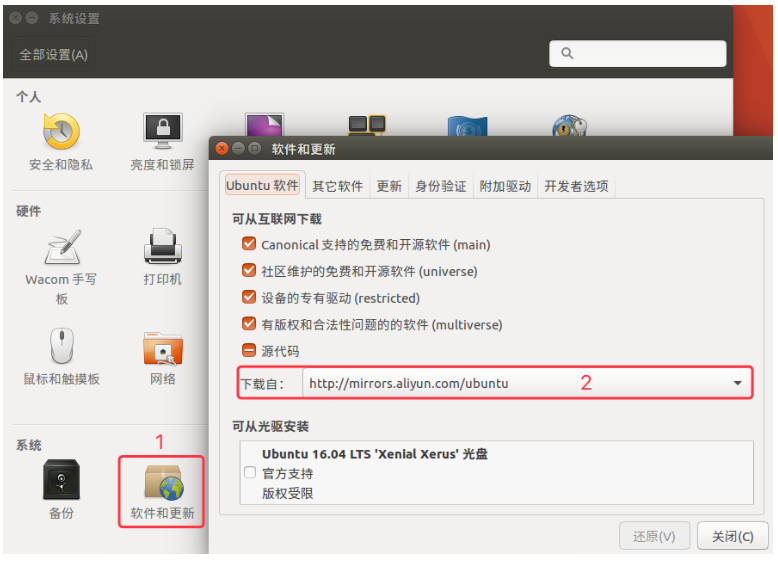 系统设置
全部设置(A)
个人
安全和隐私
亮度和锁屏
硬件
Wacom 手写
板
打印机
鼠标和触摸板
网络
系统
1
备份
软件和更新
软件和更新
Ubuntu 软件 其它软件 更新 身份验证 附加驱动 开发者选项
可从互联网下载
Canonical 支持的免费和开源软件 (main)
社区维护的免费和开源软件 (universe)
设备的专有驱动 (restricted)
有版权和合法性问题的的软件 (multiverse)
源代码
下载自： http://mirrors.aliyun.com/ubuntu 2
可从光驱安装
Ubuntu 16.04 LTS 'Xenial Xerus' 光盘
官方支持
版权受限
还原(V) 关闭(C)